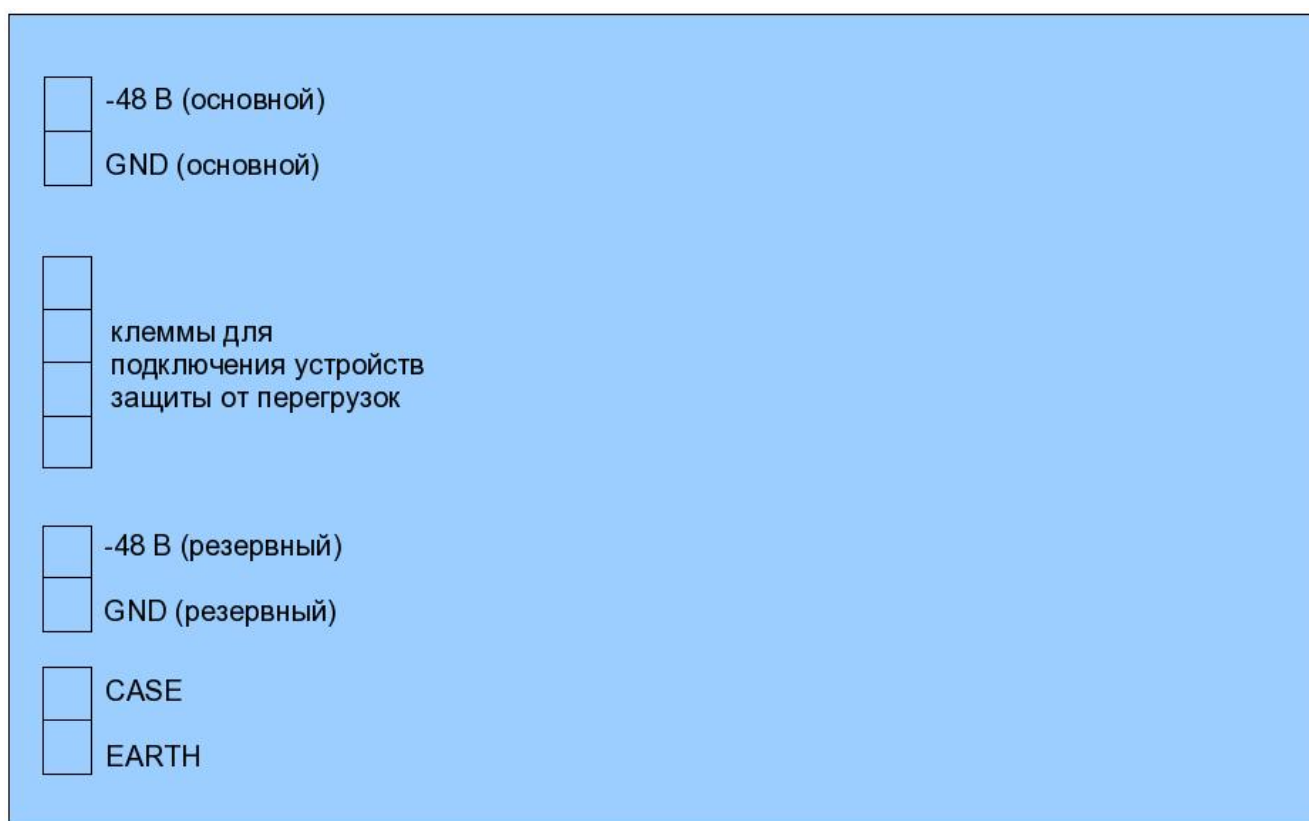 -48 В (основной)
GND (основной)
клеммы для
подключения устройств
защиты от перегрузок
-48 В (резервный)
GND (резервный)
CASE
EARTH